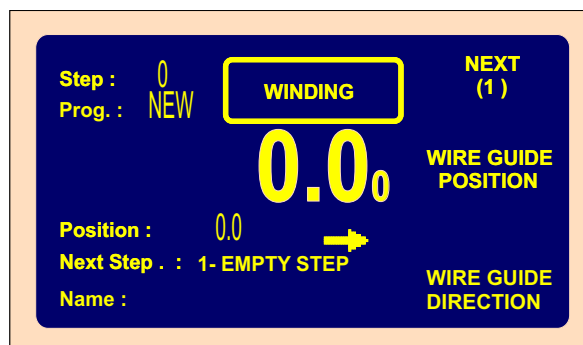 Step : 0
Prog. : NEW
WINDING
NEXT
(1 )
0.00
WIRE GUIDE
POSITION
Position : 0.0
Next Step . : 1- EMPTY STEP
Name :
WIRE GUIDE
DIRECTION